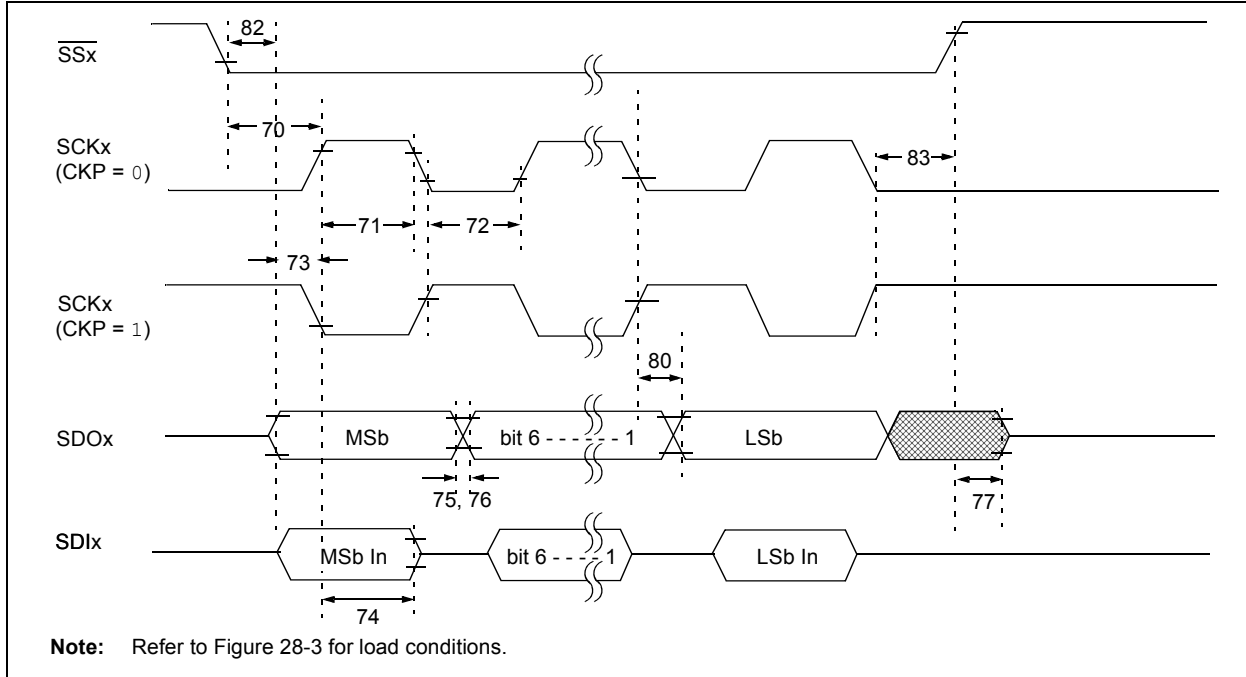 82
SSx
70
SCKx
(CKP = 0)
83
71
72
73
SCKx
(CKP = 1)
80
SDOx
MSb
bit 6 - - - - - - 1
LSb
75, 76
77
SDIx
MSb In
bit 6 - - - - - 1
LSb In
74
Note: Refer to Figure 28-3 for load conditions.